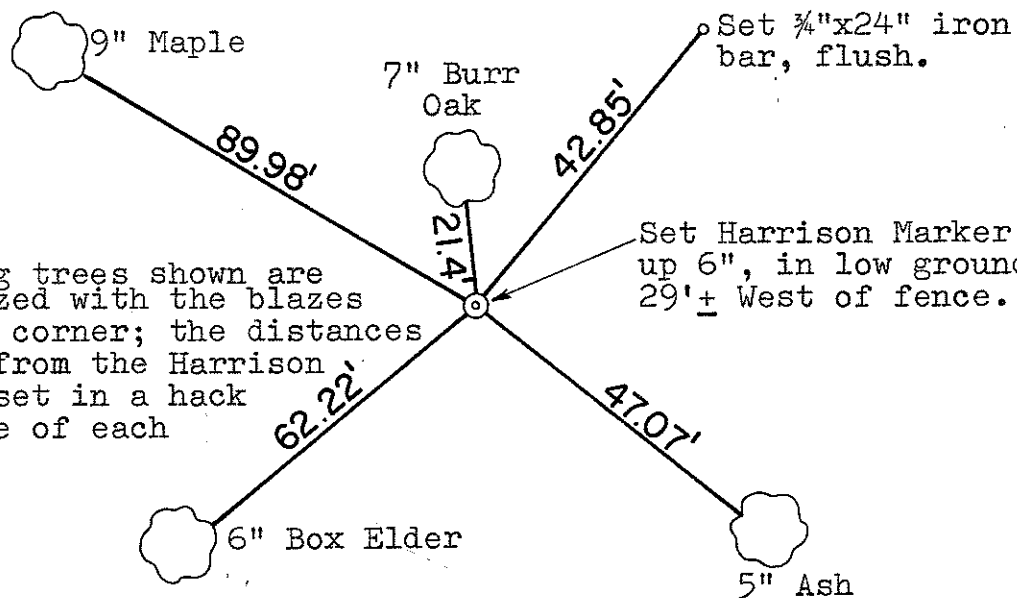 9" Maple
Set ¾"x24" iron
bar, flush.
7" Burr
Oak
89.98'
42.85'
21.4'
Set Harrison Marker
up 6", in low ground
29'± West of fence.
g trees shown are
zed with the blazes
corner; the distances
from the Harrison
set in a hack
e of each
62.22'
47.07'
6" Box Elder
5" Ash